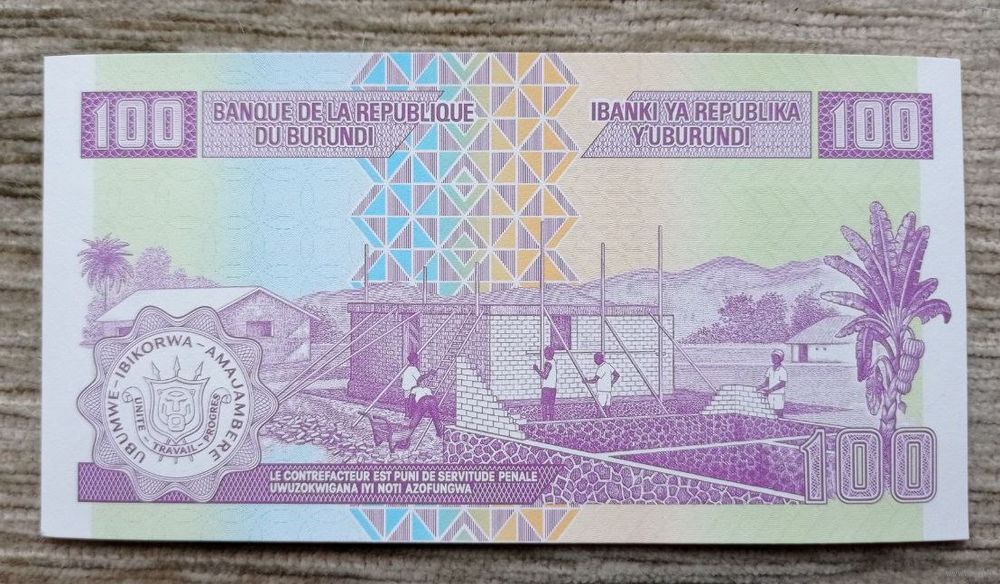 100
BANQUE DE LA REPUBLIQUE
DU BURUNDI
IBANKI YA REPUBLIKA
Y'UBURUNDI
100
UBUMWE-IBIKORWA-AMAJAMBERE
UNITE - TRAVAIL - PROGRES
LE CONTREFACTEUR EST PUNI DE SERVITUDE PENALE
UWUZOKWIGANA IYI NOTI AZOFUNGWA
100